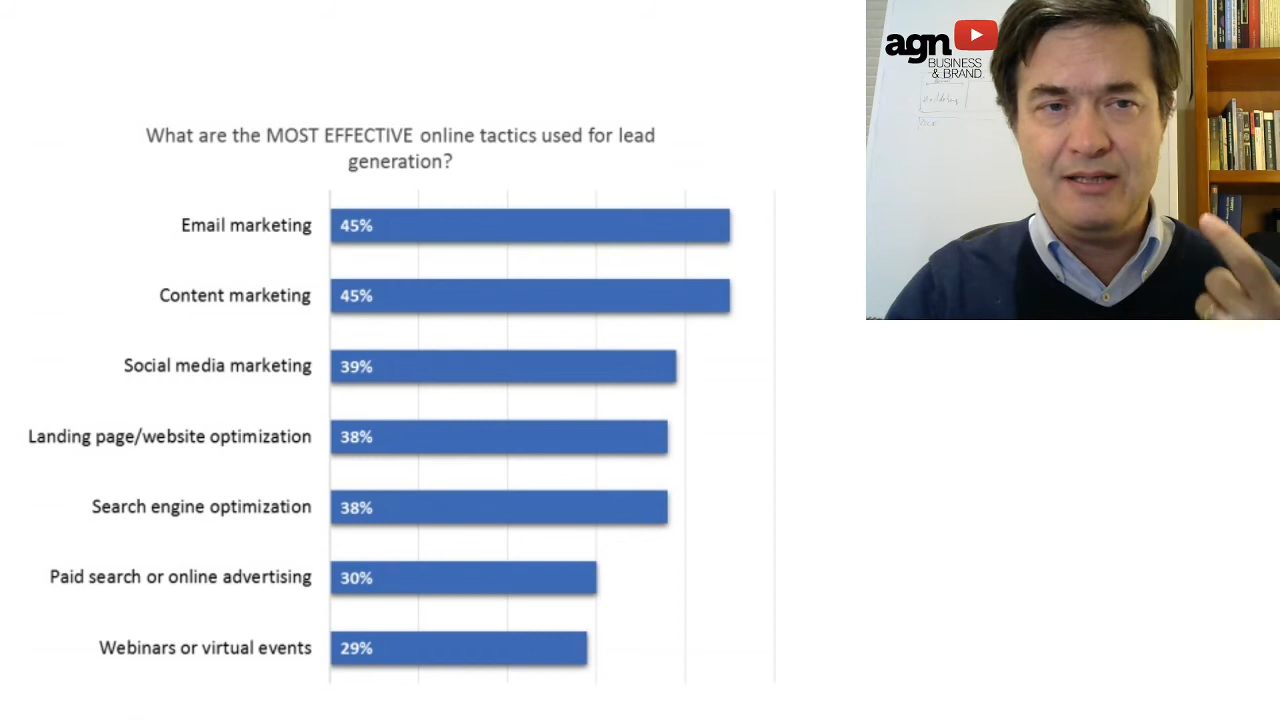 agn
BUSINESS
& BRAND.
What are the MOST EFFECTIVE online tactics used for lead
generation?
Email marketing 45%
Content marketing 45%
Social media marketing 39%
Landing page/website optimization 38%
Search engine optimization 38%
Paid search or online advertising 30%
Webinars or virtual events 29%